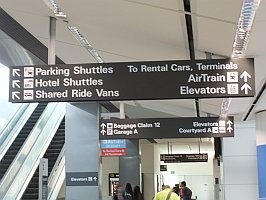 Parking Shuttles To Rental Cars, Terminals
Hotel Shuttles AirTrain
Shared Ride Vans Elevators
Baggage Claim 12 Elevators
Garage A Courtyard A
Elevators